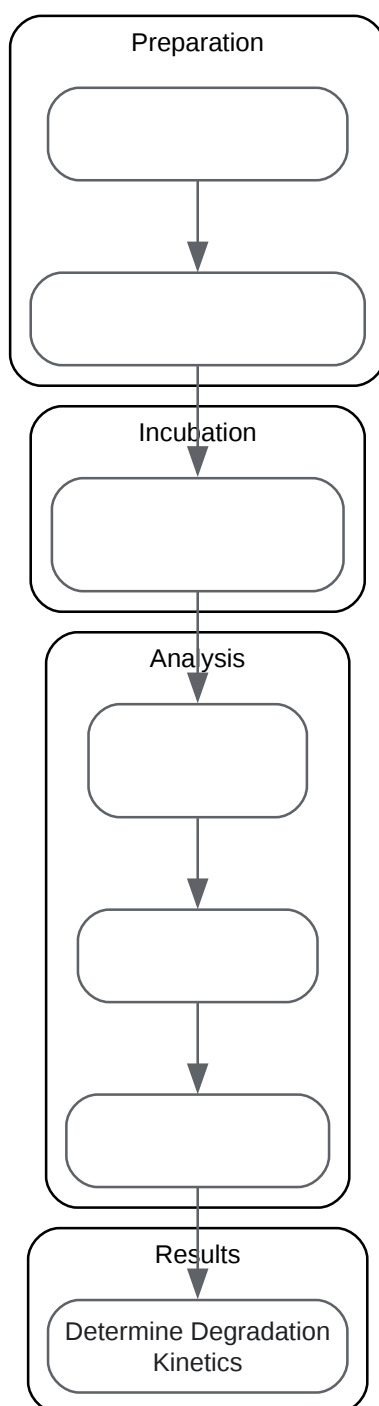 Preparation
Incubation
Analysis
Results
Determine Degradation
Kinetics